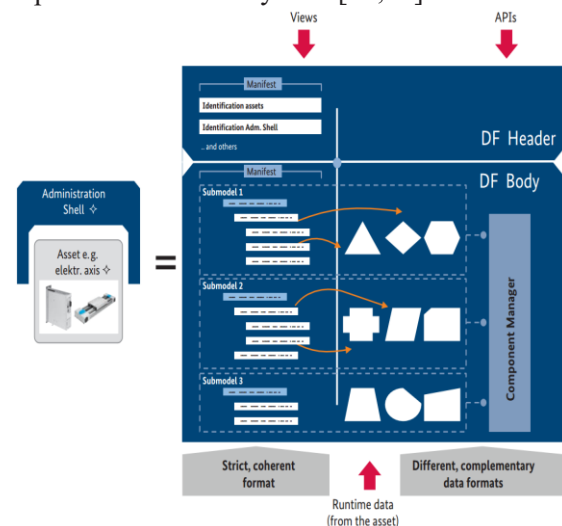 Views
APIs
Manifest
Identification assets
Identification Adm. Shell
.. and others
DF Header
Manifest
DF Body
Submodel 1
Administration
Shell
Asset e.g.
elektr. axis
=
Submodel 2
Component Manager
Submodel 3
Strict, coherent
format
Different, complementary
data formats
Runtime data
(from the asset)